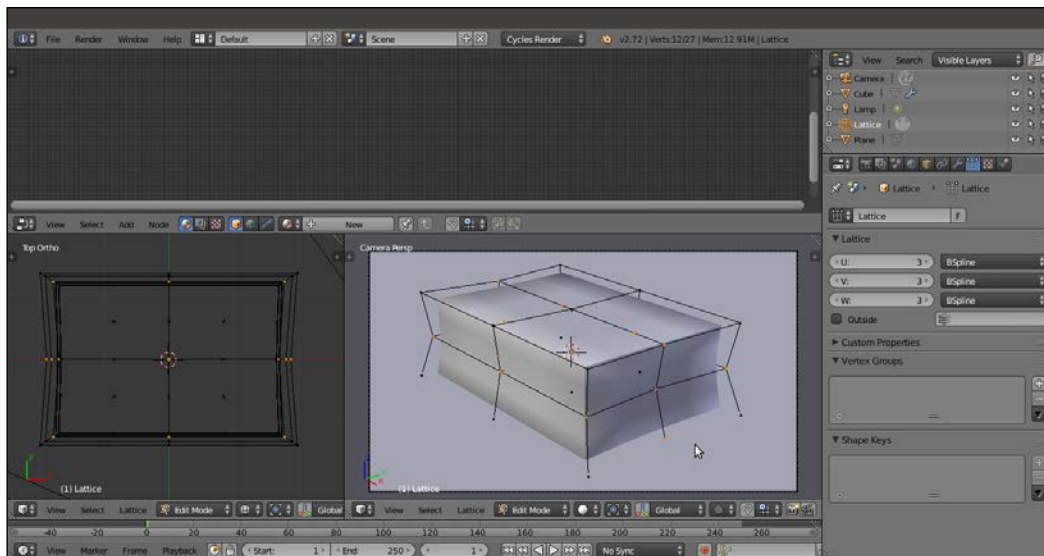 File Render Window Help Default Scene Cycles Render v2.72 | Verts:12/27 | Mem:12.91M | Lattice
View Search Visible Layers
Camera
Cube
Lamp
Lattice
Plane
Lattice Lattice
Lattice F
Lattice
U: 3 BSpline
V: 3 BSpline
W: 3 BSpline
Outside
Custom Properties
Vertex Groups
Shape Keys
View Select Add Node New
Top Ortho
(1) Lattice
Camera Persp
(1) Lattice
View Select Lattice Edit Mode Global
View Select Lattice Edit Mode Global
-40 -20 0 20 40 60 80 100 120 140 160 180 200 220 240 260
View Marker Frame Playback Start: 1 End: 250 1 No Sync